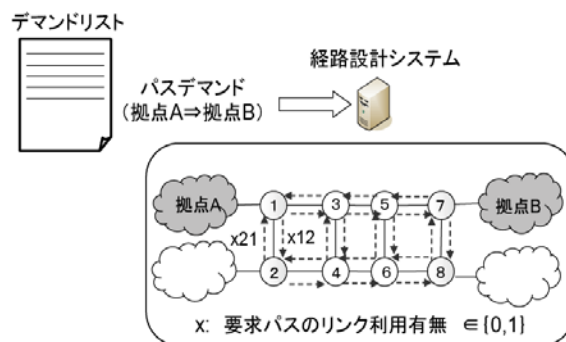 デマンドリスト
パスデマンド
(拠点A⇒拠点B)
経路設計システム
拠点A
1
3
5
7
拠点B
x21
x12
2
4
6
8
x: 要求パスのリンク利用有無 ∈{0,1}